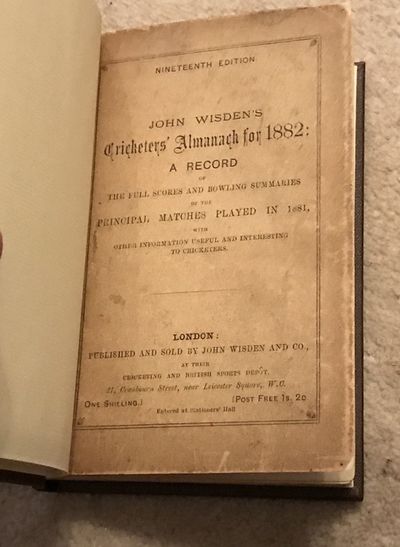 NINETEENTH EDITION
JOHN WISDEN'S
Cricketers' Almanack for 1882:
A RECORD
OF
THE FULL SCORES AND BOWLING SUMMARIES
OF THE
PRINCIPAL MATCHES PLAYED IN 1881,
WITH
OTHER INFORMATION USEFUL AND INTERESTING
TO CRICKETERS.
LONDON:
PUBLISHED AND SOLD BY JOHN WISDEN AND CO.,
AT THEIR
CRICKETING AND BRITISH SPORTS DEPÔT,
21, Cranbourn Street, near Leicester Square, W.C.
ONE SHILLING.) (POST FREE 1S. 2D
Entered at Stationers' Hall